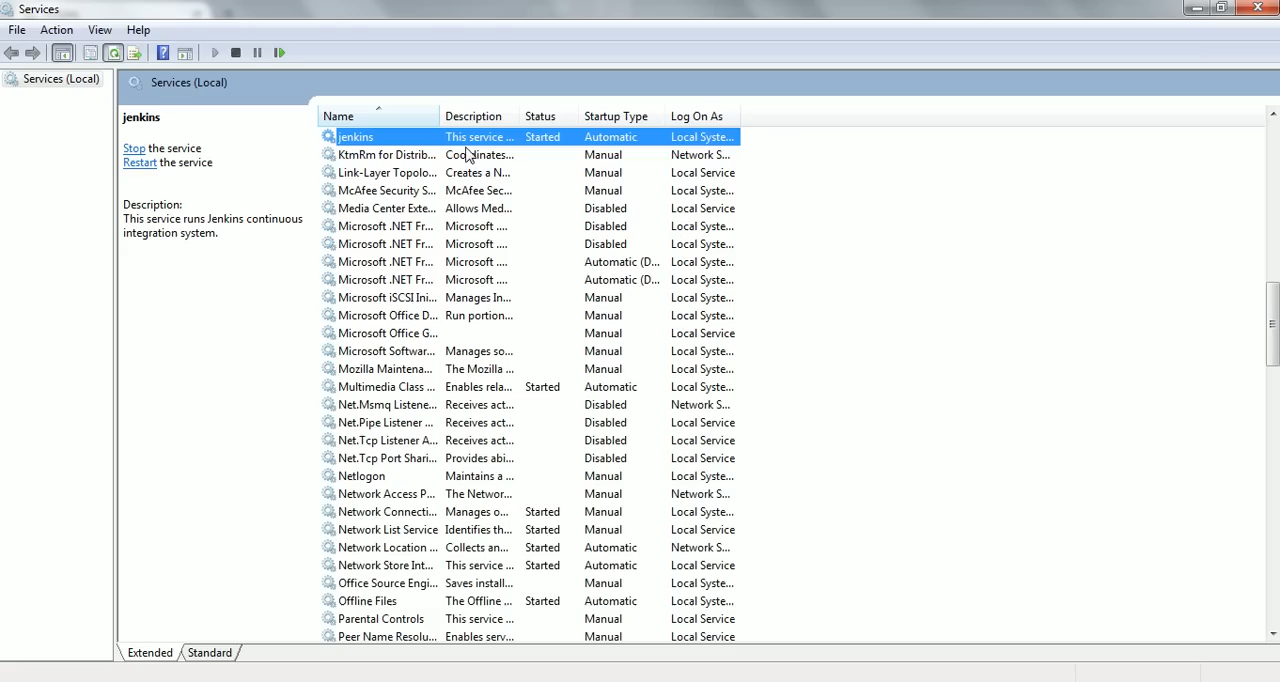 Services
File Action View Help
Services (Local)
Services (Local)
jenkins
Stop the service
Restart the service
Description:
This service runs Jenkins continuous
integration system.
Name Description Status Startup Type Log On As
jenkins This service ... Started Automatic Local Syste...
KtmRm for Distrib... Coordinates... Manual Network S...
Link-Layer Topolo... Creates a N... Manual Local Service
McAfee Security S... McAfee Sec... Manual Local Syste...
Media Center Exte... Allows Med... Disabled Local Service
Microsoft .NET Fr... Microsoft .... Disabled Local Syste...
Microsoft .NET Fr... Microsoft .... Disabled Local Syste...
Microsoft .NET Fr... Microsoft .... Automatic (D... Local Syste...
Microsoft .NET Fr... Microsoft .... Automatic (D... Local Syste...
Microsoft iSCSI Ini... Manages In... Manual Local Syste...
Microsoft Office D... Run portion... Manual Local Syste...
Microsoft Office G... Manual Local Service
Microsoft Softwar... Manages so... Manual Local Syste...
Mozilla Maintena... The Mozilla ... Manual Local Syste...
Multimedia Class ... Enables rela... Started Automatic Local Syste...
Net.Msmq Listene... Receives act... Disabled Network S...
Net.Pipe Listener ... Receives act... Disabled Local Service
Net.Tcp Listener A... Receives act... Disabled Local Service
Net.Tcp Port Shari... Provides abi... Disabled Local Service
Netlogon Maintains a ... Manual Local Syste...
Network Access P... The Networ... Manual Network S...
Network Connecti... Manages o... Started Manual Local Syste...
Network List Service Identifies th... Started Manual Local Service
Network Location ... Collects an... Started Automatic Network S...
Network Store Int... This service ... Started Automatic Local Service
Office Source Engi... Saves install... Manual Local Syste...
Offline Files The Offline ... Started Automatic Local Syste...
Parental Controls This service ... Manual Local Service
Peer Name Resolu... Enables serv... Manual Local Service
Extended Standard